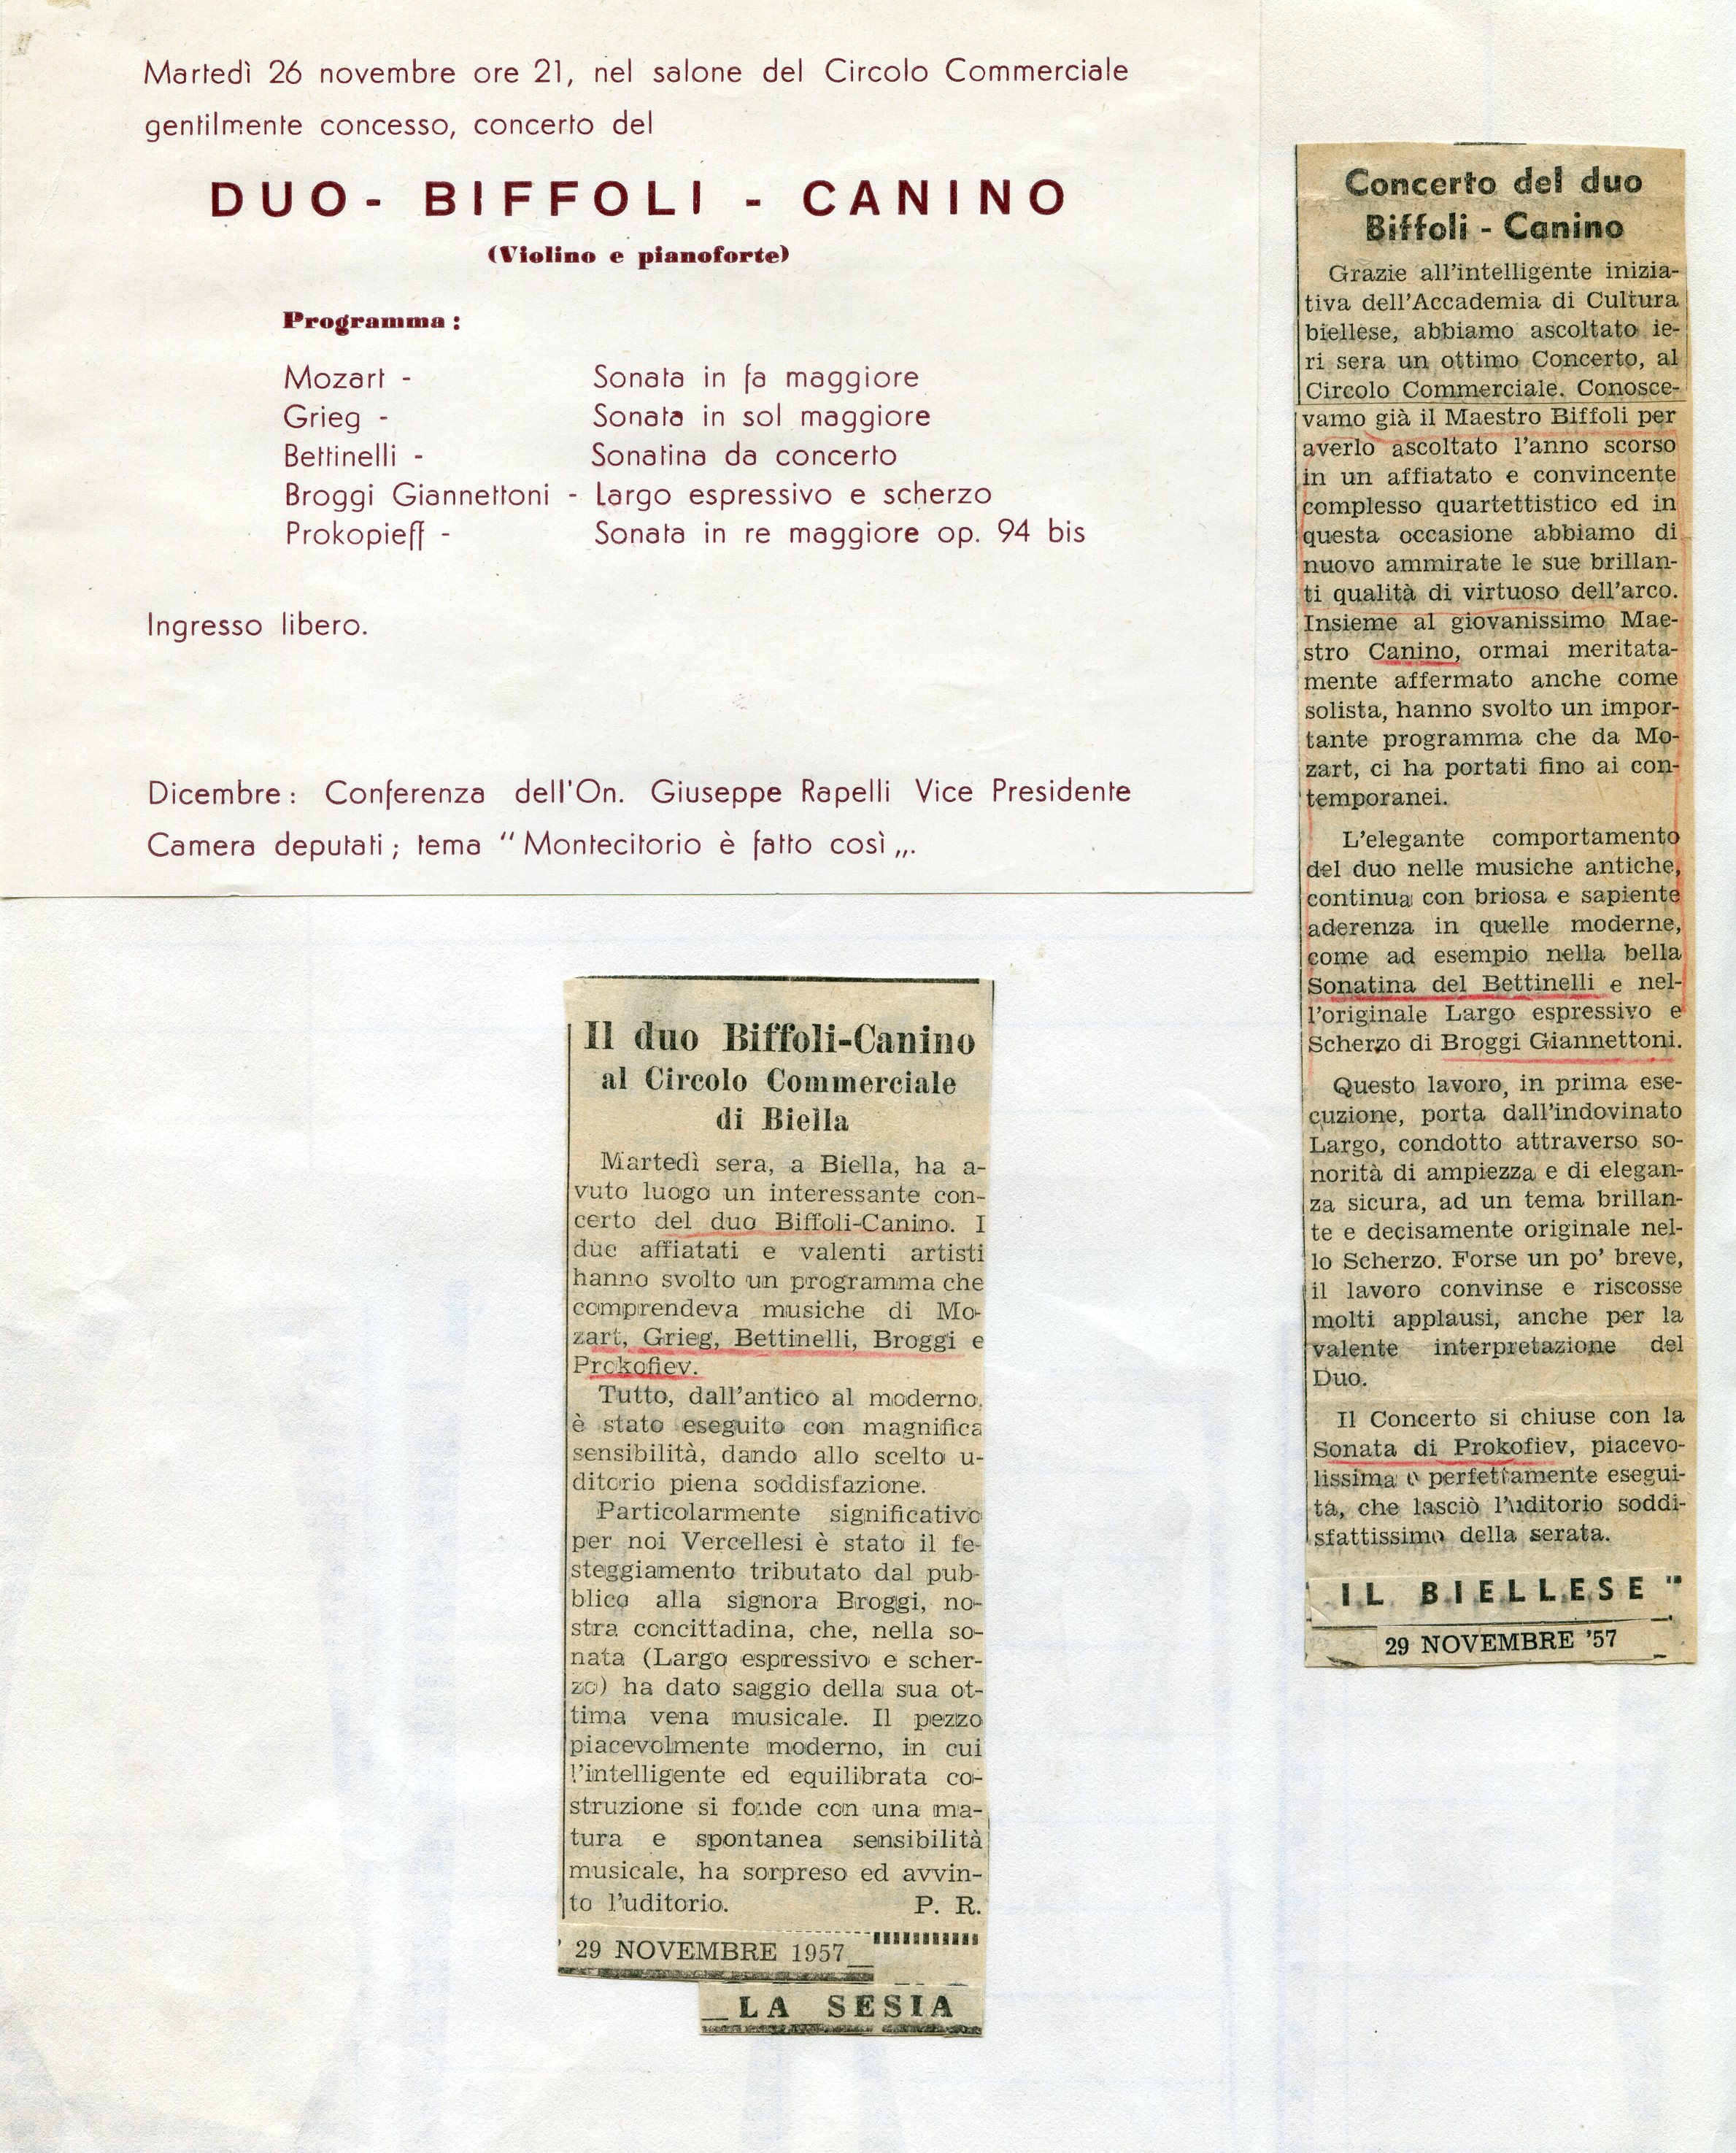 Martedì 26 novembre ore 21, nel salone del Circolo Commerciale
gentilmente concesso, concerto del
DUO - BIFFOLI - CANINO
(Violino e pianoforte)
Programma :
Mozart - Sonata in fa maggiore
Grieg - Sonata in sol maggiore
Bettinelli - Sonatina da concerto
Broggi Giannettoni - Largo espressivo e scherzo
Prokopieff - Sonata in re maggiore op. 94 bis
Ingresso libero.
Dicembre : Conferenza dell'On. Giuseppe Rapelli Vice Presidente
Camera deputati ; tema “ Montecitorio è fatto così „.
Il duo Biffoli-Canino
al Circolo Commerciale
di Biella
Martedì sera, a Biella, ha a-
vuto luogo un interessante con-
certo del duo Biffoli-Canino. I
due affiatati e valenti artisti
hanno svolto un programma che
comprendeva musiche di Mo-
zart, Grieg, Bettinelli, Broggi e
Prokofiev.
Tutto, dall'antico al moderno,
è stato eseguito con magnifica
sensibilità, dando allo scelto u-
ditorio piena soddisfazione.
Particolarmente significativo
per noi Vercellesi è stato il fe-
steggiamento tributato dal pub-
blico alla signora Broggi, no-
stra concittadina, che, nella so-
nata (Largo espressivo e scher-
zo) ha dato saggio della sua ot-
tima vena musicale. Il pezzo
piacevolmente moderno, in cui
l'intelligente ed equilibrata co-
struzione si fonde con una ma-
tura e spontanea sensibilità
musicale, ha sorpreso ed avvin-
to l'uditorio. P. R.
29 NOVEMBRE 1957
LA SESIA
Concerto del duo
Biffoli - Canino
Grazie all'intelligente inizia-
tiva dell'Accademia di Cultura
biellese, abbiamo ascoltato ie-
ri sera un ottimo Concerto, al
Circolo Commerciale. Conosce-
vamo già il Maestro Biffoli per
averlo ascoltato l'anno scorso
in un affiatato e convincente
complesso quartettistico ed in
questa occasione abbiamo di
nuovo ammirate le sue brillan-
ti qualità di virtuoso dell'arco.
Insieme al giovanissimo Mae-
stro Canino, ormai meritata-
mente affermato anche come
solista, hanno svolto un impor-
tante programma che da Mo-
zart, ci ha portati fino ai con-
temporanei.
L'elegante comportamento
del duo nelle musiche antiche,
continua con briosa e sapiente
aderenza in quelle moderne,
come ad esempio nella bella
Sonatina del Bettinelli e nel-
l'originale Largo espressivo e
Scherzo di Broggi Giannettoni.
Questo lavoro, in prima ese-
cuzione, porta dall'indovinato
Largo, condotto attraverso so-
norità di ampiezza e di elegan-
za sicura, ad un tema brillan-
te e decisamente originale nel-
lo Scherzo. Forse un po' breve,
il lavoro convinse e riscosse
molti applausi, anche per la
valente interpretazione del
Duo.
Il Concerto si chiuse con la
Sonata di Prokofiev, piacevo-
lissima e perfettamente esegui-
ta, che lasciò l'uditorio soddi-
sfattissimo della serata.
" IL BIELLESE "
29 NOVEMBRE '57